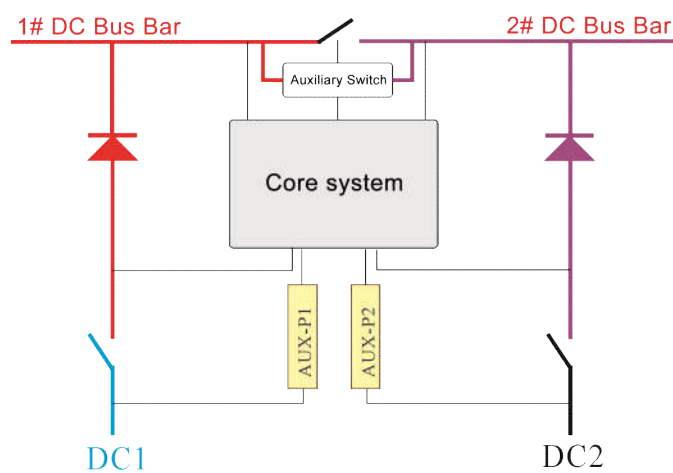 1# DC Bus Bar
2# DC Bus Bar
Auxiliary Switch
Core system
AUX-P1
AUX-P2
DC1
DC2